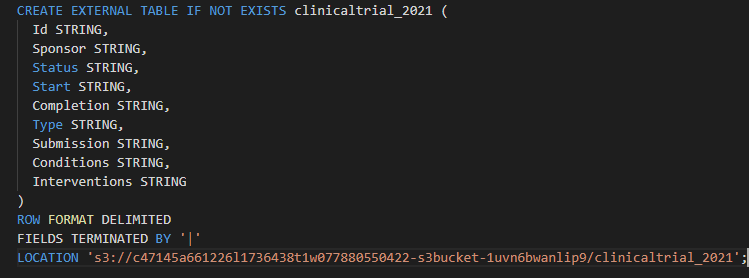 CREATE EXTERNAL TABLE IF NOT EXISTS clinicaltrial_2021 (
Id STRING,
Sponsor STRING,
Status STRING,
Start STRING,
Completion STRING,
Type STRING,
Submission STRING,
Conditions STRING,
Interventions STRING
)
ROW FORMAT DELIMITED
FIELDS TERMINATED BY '|'
LOCATION 's3://c47145a661226l1736438t1w077880550422-s3bucket-1uvn6bwanlip9/clinicaltrial_2021';